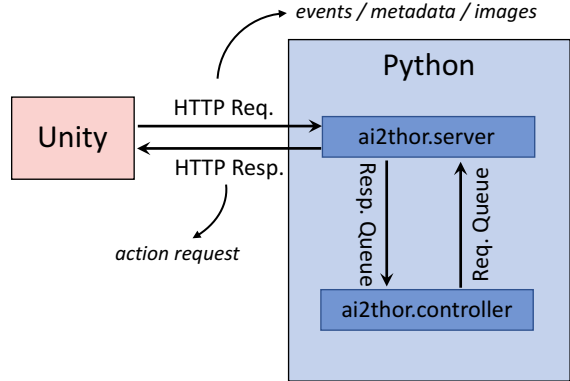 events / metadata / images
Python
HTTP Req.
Unity
ai2thor.server
HTTP Resp.
Resp. Queue
Req. Queue
action request
ai2thor.controller